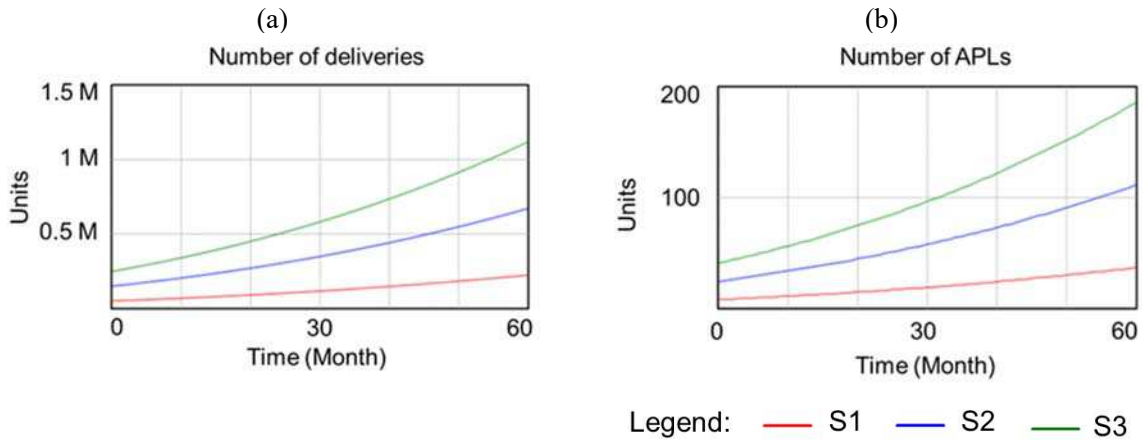 (a)
Number of deliveries
1.5 M
1 M
0.5 M
Units
0
30
60
Time (Month)
(b)
Number of APLs
200
100
Units
0
30
60
Time (Month)
Legend: S1 S2 S3